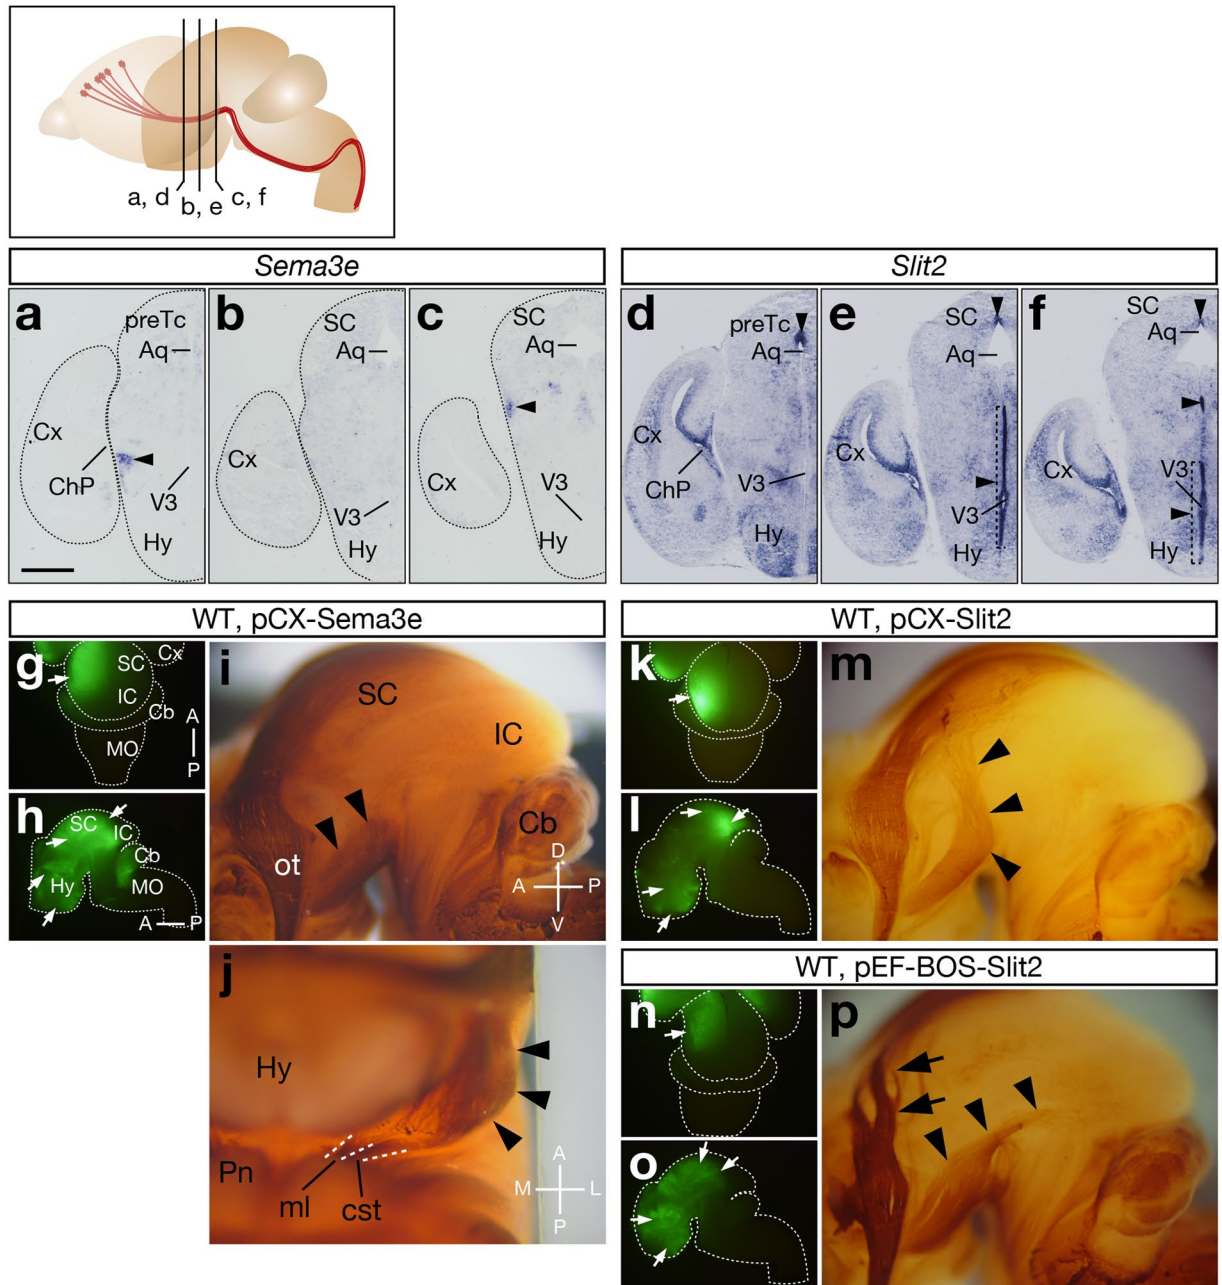 a, d
b, e
c, f
Sema3e
Slit2
a
preTc
Aq
Cx
ChP
V3
Hy
b
SC
Aq
Cx
V3
Hy
c
SC
Aq
Cx
V3
Hy
d
preTc
Aq
Cx
ChP
V3
Hy
e
SC
Aq
Cx
V3
Hy
f
SC
Aq
Cx
V3
Hy
WT, pCX-Sema3e
WT, pCX-Slit2
g
Cx
SC
IC
Cb
A
MO
P
h
SC
IC
Cb
Hy
MO
A
P
i
SC
IC
Cb
ot
D
A
P
V
k
l
m
j
Hy
Pn
ml
cst
A
M
L
P
WT, pEF-BOS-Slit2
n
o
p